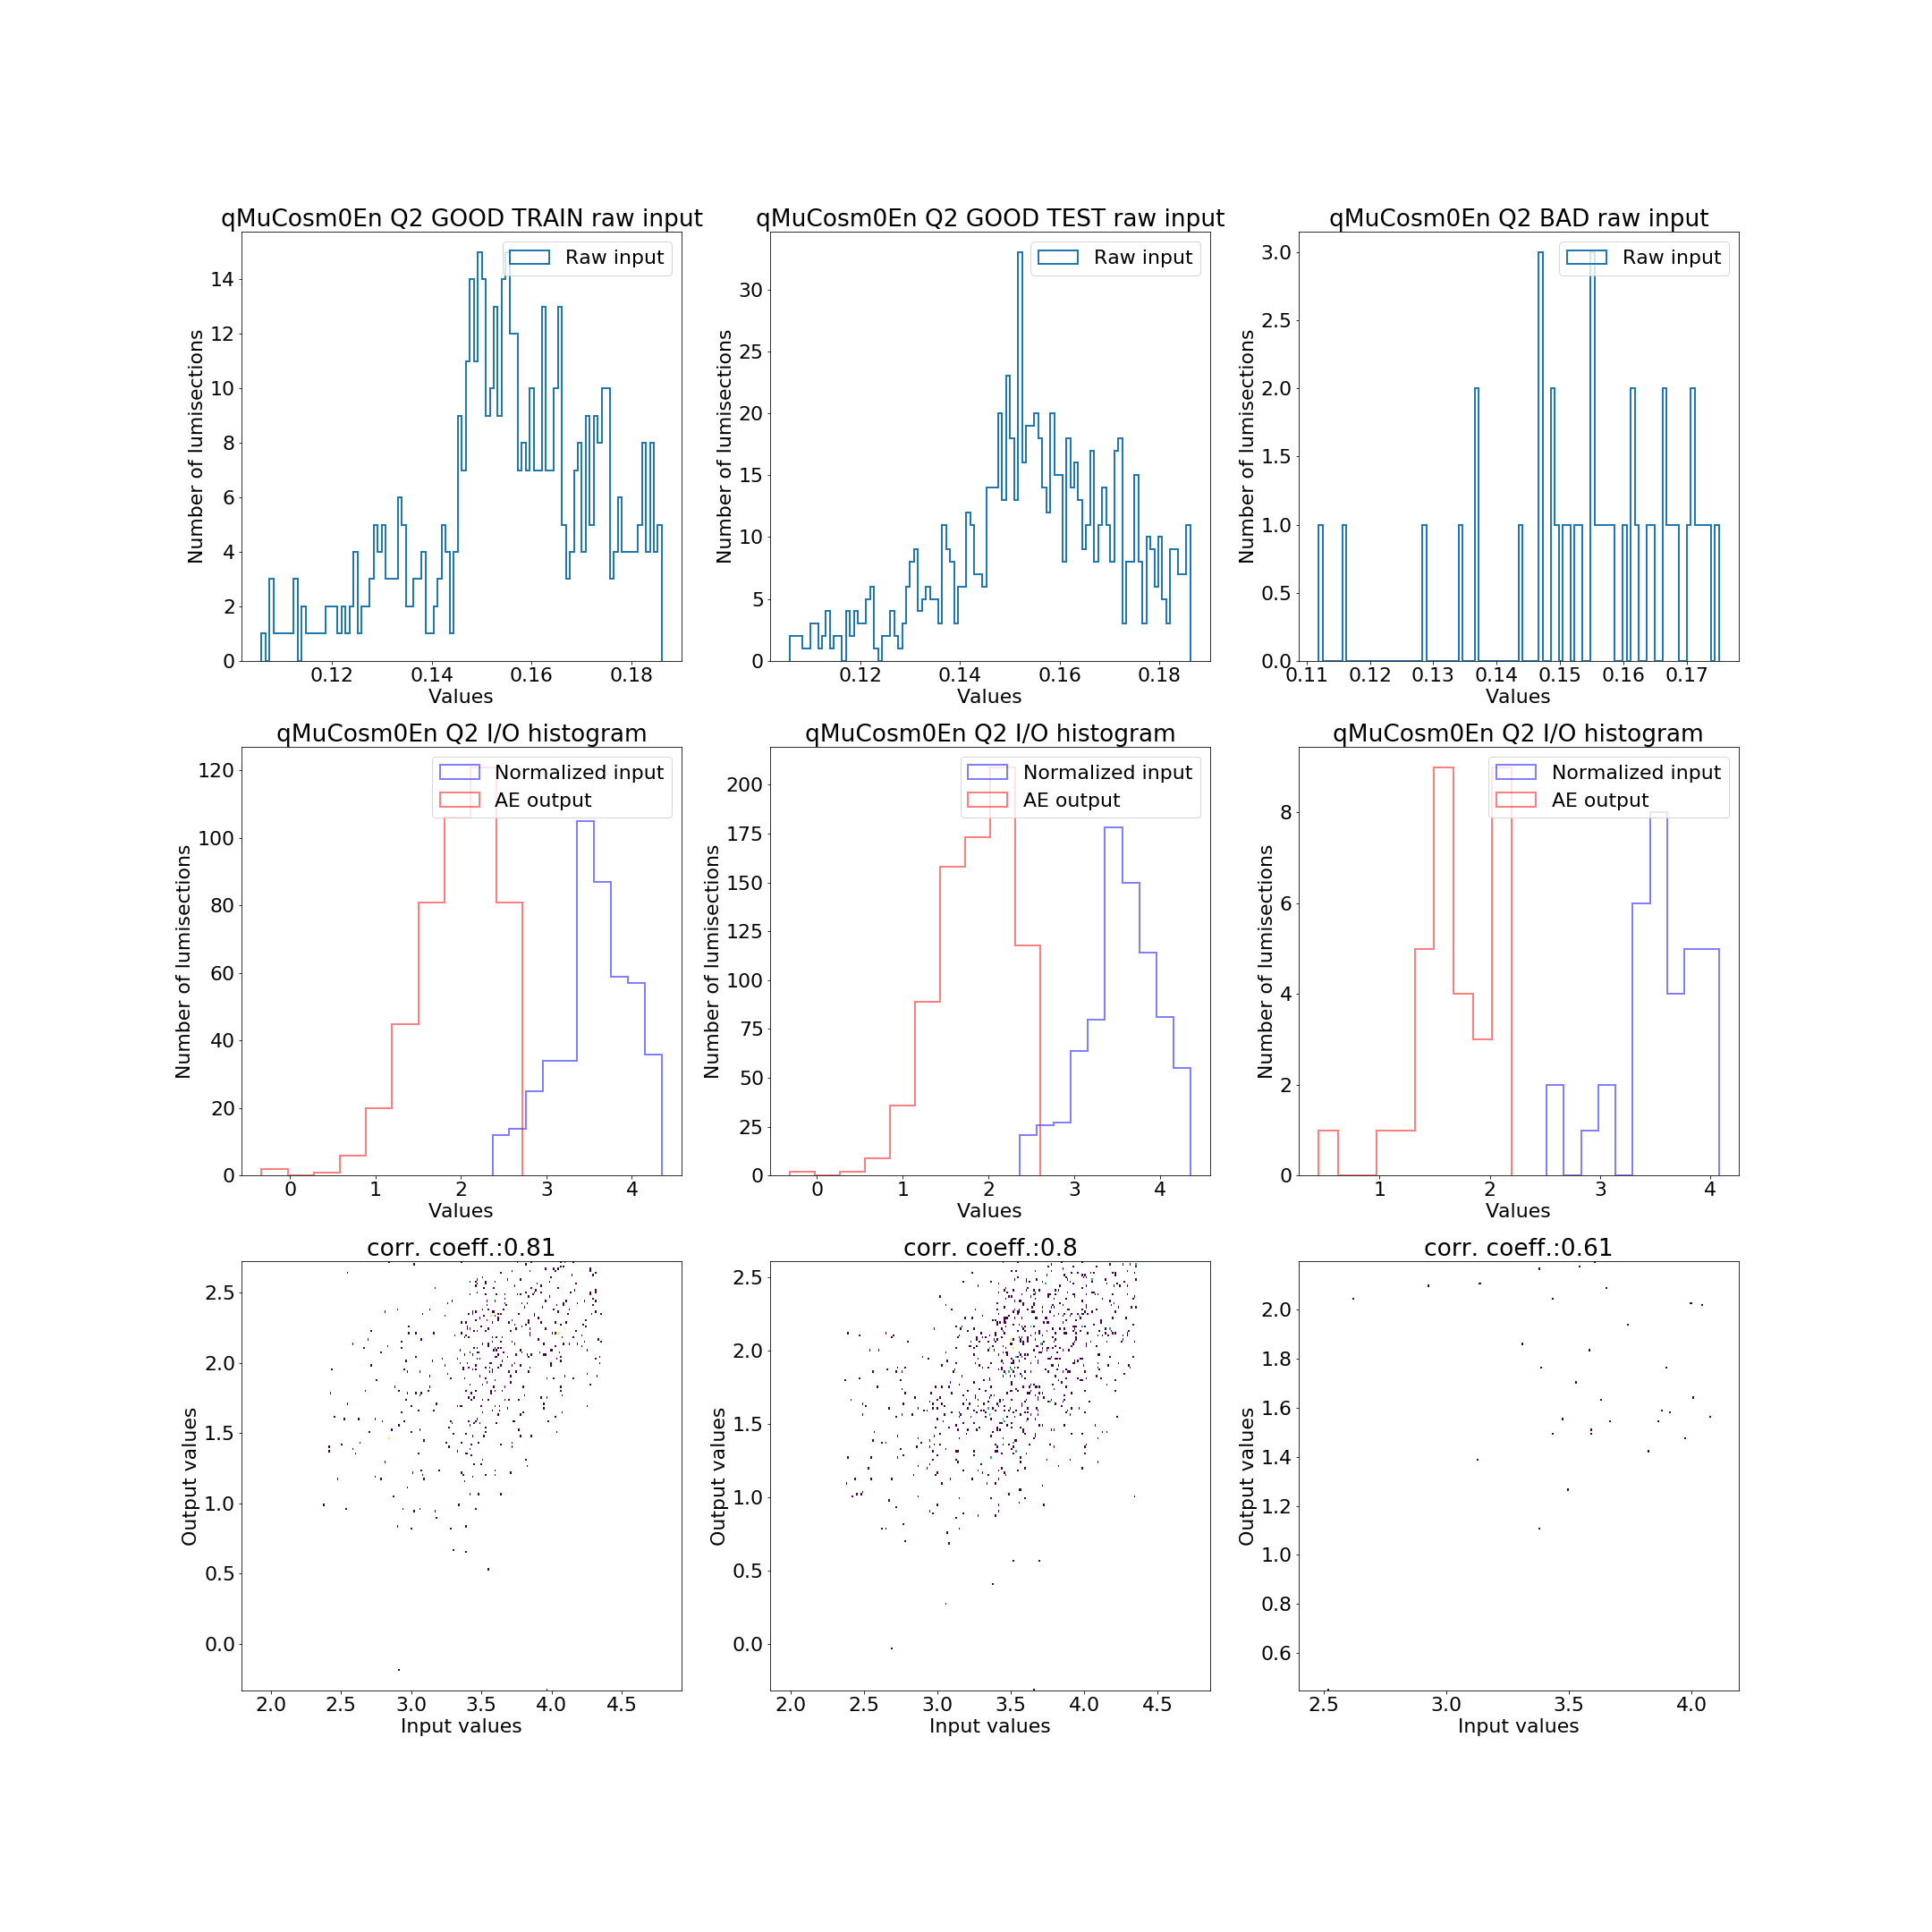 qMuCosm0En Q2 GOOD TRAIN raw input
Raw input
Number of lumisections
14
12
10
8
6
4
2
0
0.12 0.14 0.16 0.18
Values
qMuCosm0En Q2 GOOD TEST raw input
Raw input
Number of lumisections
30
25
20
15
10
5
0
0.12 0.14 0.16 0.18
Values
qMuCosm0En Q2 BAD raw input
Raw input
Number of lumisections
3.0
2.5
2.0
1.5
1.0
0.5
0.0
0.11 0.12 0.13 0.14 0.15 0.16 0.17
Values
qMuCosm0En Q2 I/O histogram
Normalized input
AE output
Number of lumisections
120
100
80
60
40
20
0
0 1 2 3 4
Values
qMuCosm0En Q2 I/O histogram
Normalized input
AE output
Number of lumisections
200
175
150
125
100
75
50
25
0
0 1 2 3 4
Values
qMuCosm0En Q2 I/O histogram
Normalized input
AE output
Number of lumisections
8
6
4
2
0
1 2 3 4
Values
corr. coeff.:0.81
Output values
2.5
2.0
1.5
1.0
0.5
0.0
2.0 2.5 3.0 3.5 4.0 4.5
Input values
corr. coeff.:0.8
Output values
2.5
2.0
1.5
1.0
0.5
0.0
2.0 2.5 3.0 3.5 4.0 4.5
Input values
corr. coeff.:0.61
Output values
2.0
1.8
1.6
1.4
1.2
1.0
0.8
0.6
2.5 3.0 3.5 4.0
Input values